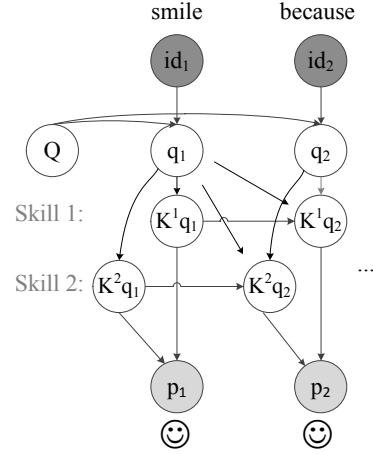 smile because
id₁ id₂
Q q₁ q₂
Skill 1: K¹q₁ K¹q₂
Skill 2: K²q₁ K²q₂ ...
p₁ p₂